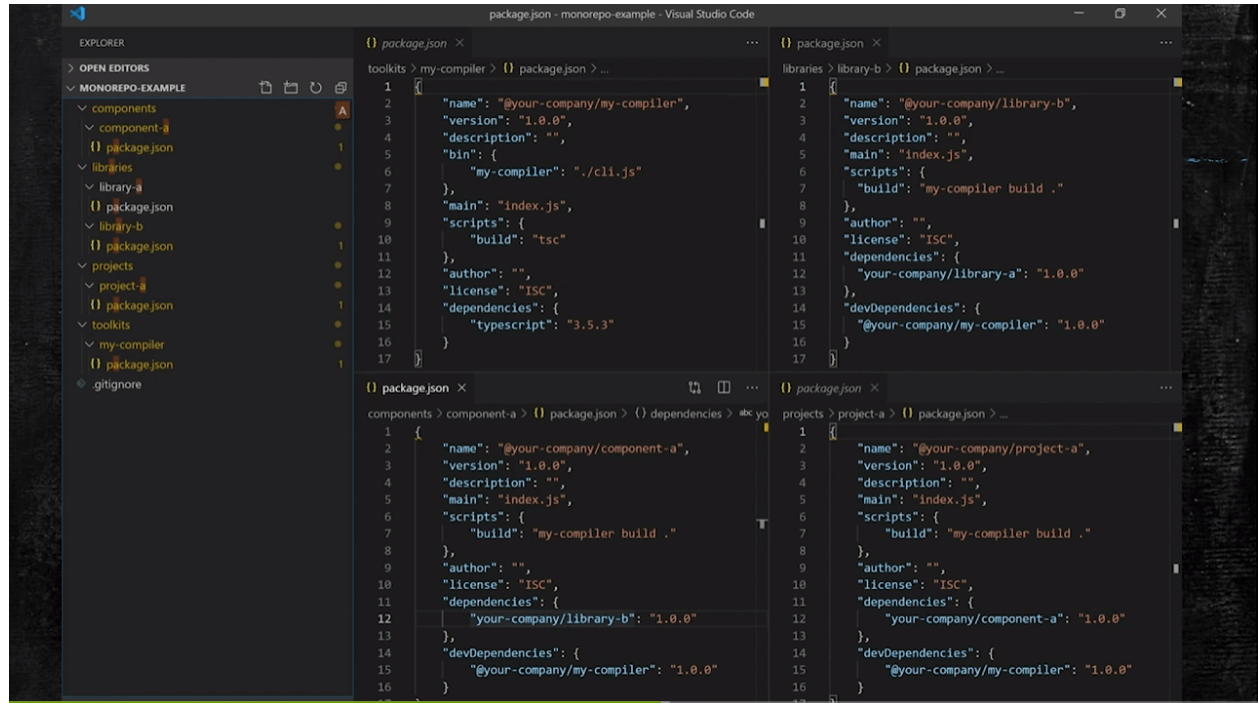 package.json - monorepo-example - Visual Studio Code
EXPLORER
OPEN EDITORS
MONOREPO-EXAMPLE
components A
component-a
{} package.json 1
libraries
library-a
{} package.json
library-b
{} package.json 1
projects
project-a
{} package.json 1
toolkits
my-compiler
{} package.json 1
.gitignore
{} package.json × ...
toolkits > my-compiler > {} package.json > ...
1 {
2 "name": "@your-company/my-compiler",
3 "version": "1.0.0",
4 "description": "",
5 "bin": {
6 "my-compiler": "./cli.js"
7 },
8 "main": "index.js",
9 "scripts": {
10 "build": "tsc"
11 },
12 "author": "",
13 "license": "ISC",
14 "dependencies": {
15 "typescript": "3.5.3"
16 }
17 }
{} package.json × ...
libraries > library-b > {} package.json > ...
1 {
2 "name": "@your-company/library-b",
3 "version": "1.0.0",
4 "description": "",
5 "main": "index.js",
6 "scripts": {
7 "build": "my-compiler build ."
8 },
9 "author": "",
10 "license": "ISC",
11 "dependencies": {
12 "your-company/library-a": "1.0.0"
13 },
14 "devDependencies": {
15 "@your-company/my-compiler": "1.0.0"
16 }
17 }
{} package.json × ...
components > component-a > {} package.json > {} dependencies > abc yo
1 {
2 "name": "@your-company/component-a",
3 "version": "1.0.0",
4 "description": "",
5 "main": "index.js",
6 "scripts": {
7 "build": "my-compiler build ."
8 },
9 "author": "",
10 "license": "ISC",
11 "dependencies": {
12 "your-company/library-b": "1.0.0"
13 },
14 "devDependencies": {
15 "@your-company/my-compiler": "1.0.0"
16 }
{} package.json × ...
projects > project-a > {} package.json > ...
1 {
2 "name": "@your-company/project-a",
3 "version": "1.0.0",
4 "description": "",
5 "main": "index.js",
6 "scripts": {
7 "build": "my-compiler build ."
8 },
9 "author": "",
10 "license": "ISC",
11 "dependencies": {
12 "your-company/component-a": "1.0.0"
13 },
14 "devDependencies": {
15 "@your-company/my-compiler": "1.0.0"
16 }